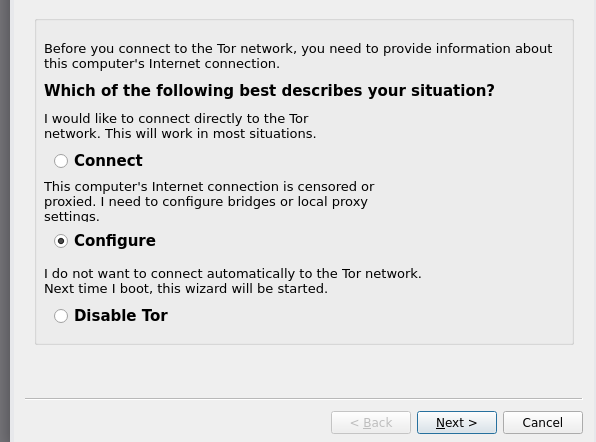 Before you connect to the Tor network, you need to provide information about
this computer's Internet connection.
Which of the following best describes your situation?
I would like to connect directly to the Tor
network. This will work in most situations.
Connect
This computer's Internet connection is censored or
proxied. I need to configure bridges or local proxy
settings.
Configure
I do not want to connect automatically to the Tor network.
Next time I boot, this wizard will be started.
Disable Tor
< Back Next > Cancel